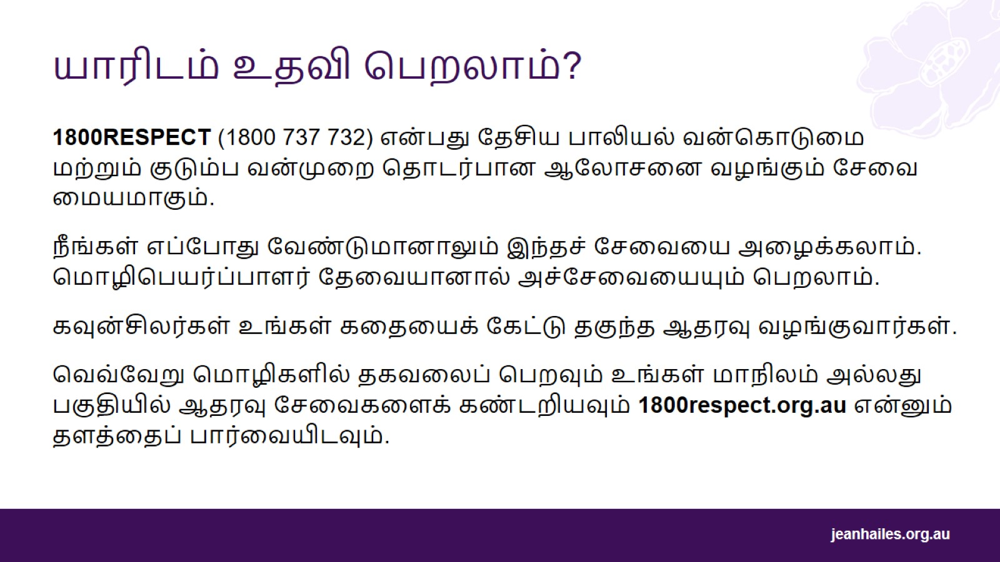 யாரிடம் உதவி பெறலாம்?
1800RESPECT (1800 737 732) என்பது தேசிய பாலியல் வன்கொடுமை
மற்றும் குடும்ப வன்முறை தொடர்பான ஆலோசனை வழங்கும் சேவை
மையமாகும்.
நீங்கள் எப்போது வேண்டுமானாலும் இந்தச் சேவையை அழைக்கலாம்.
மொழிபெயர்ப்பாளர் தேவையானால் அச்சேவையையும் பெறலாம்.
கவுன்சிலர்கள் உங்கள் கதையைக் கேட்டு தகுந்த ஆதரவு வழங்குவார்கள்.
வெவ்வேறு மொழிகளில் தகவலைப் பெறவும் உங்கள் மாநிலம் அல்லது
பகுதியில் ஆதரவு சேவைகளைக் கண்டறியவும் 1800respect.org.au என்னும்
தளத்தைப் பார்வையிடவும்.
jeanhailes.org.au